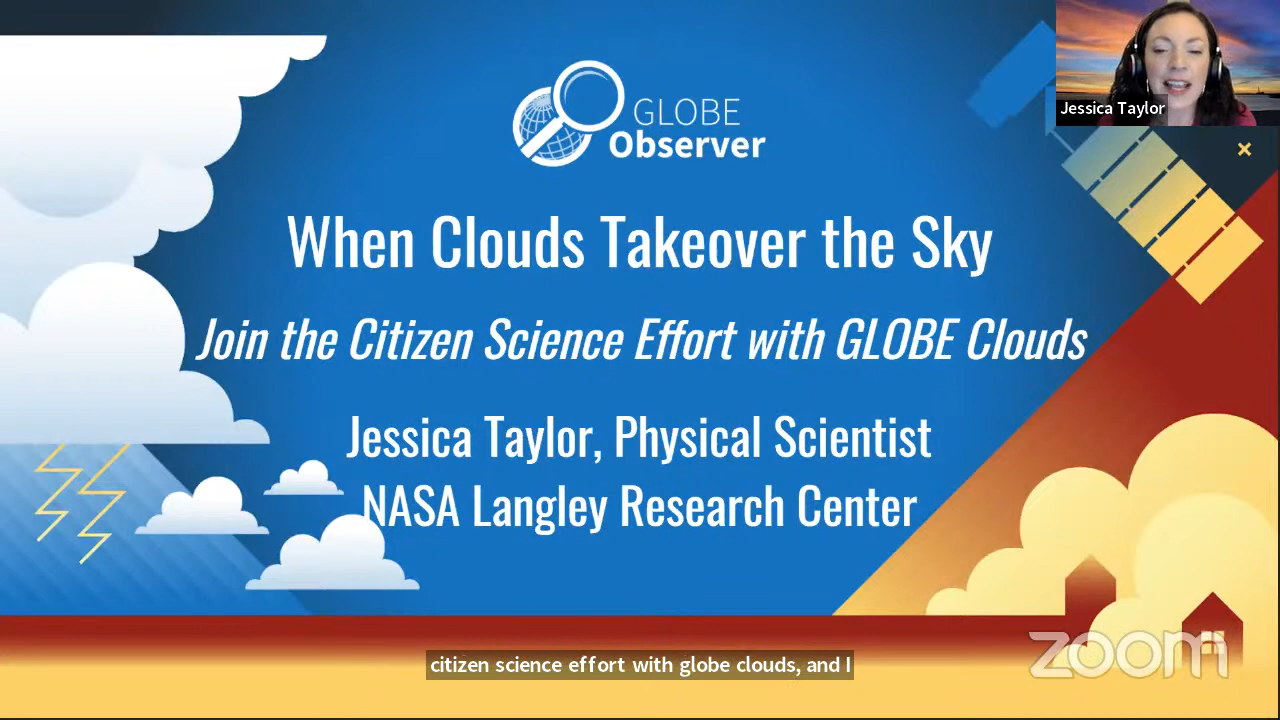 Jessica Taylor
GLOBE
Observer
When Clouds Takeover the Sky
Join the Citizen Science Effort with GLOBE Clouds
Jessica Taylor, Physical Scientist
NASA Langley Research Center
zoom
citizen science effort with globe clouds, and I